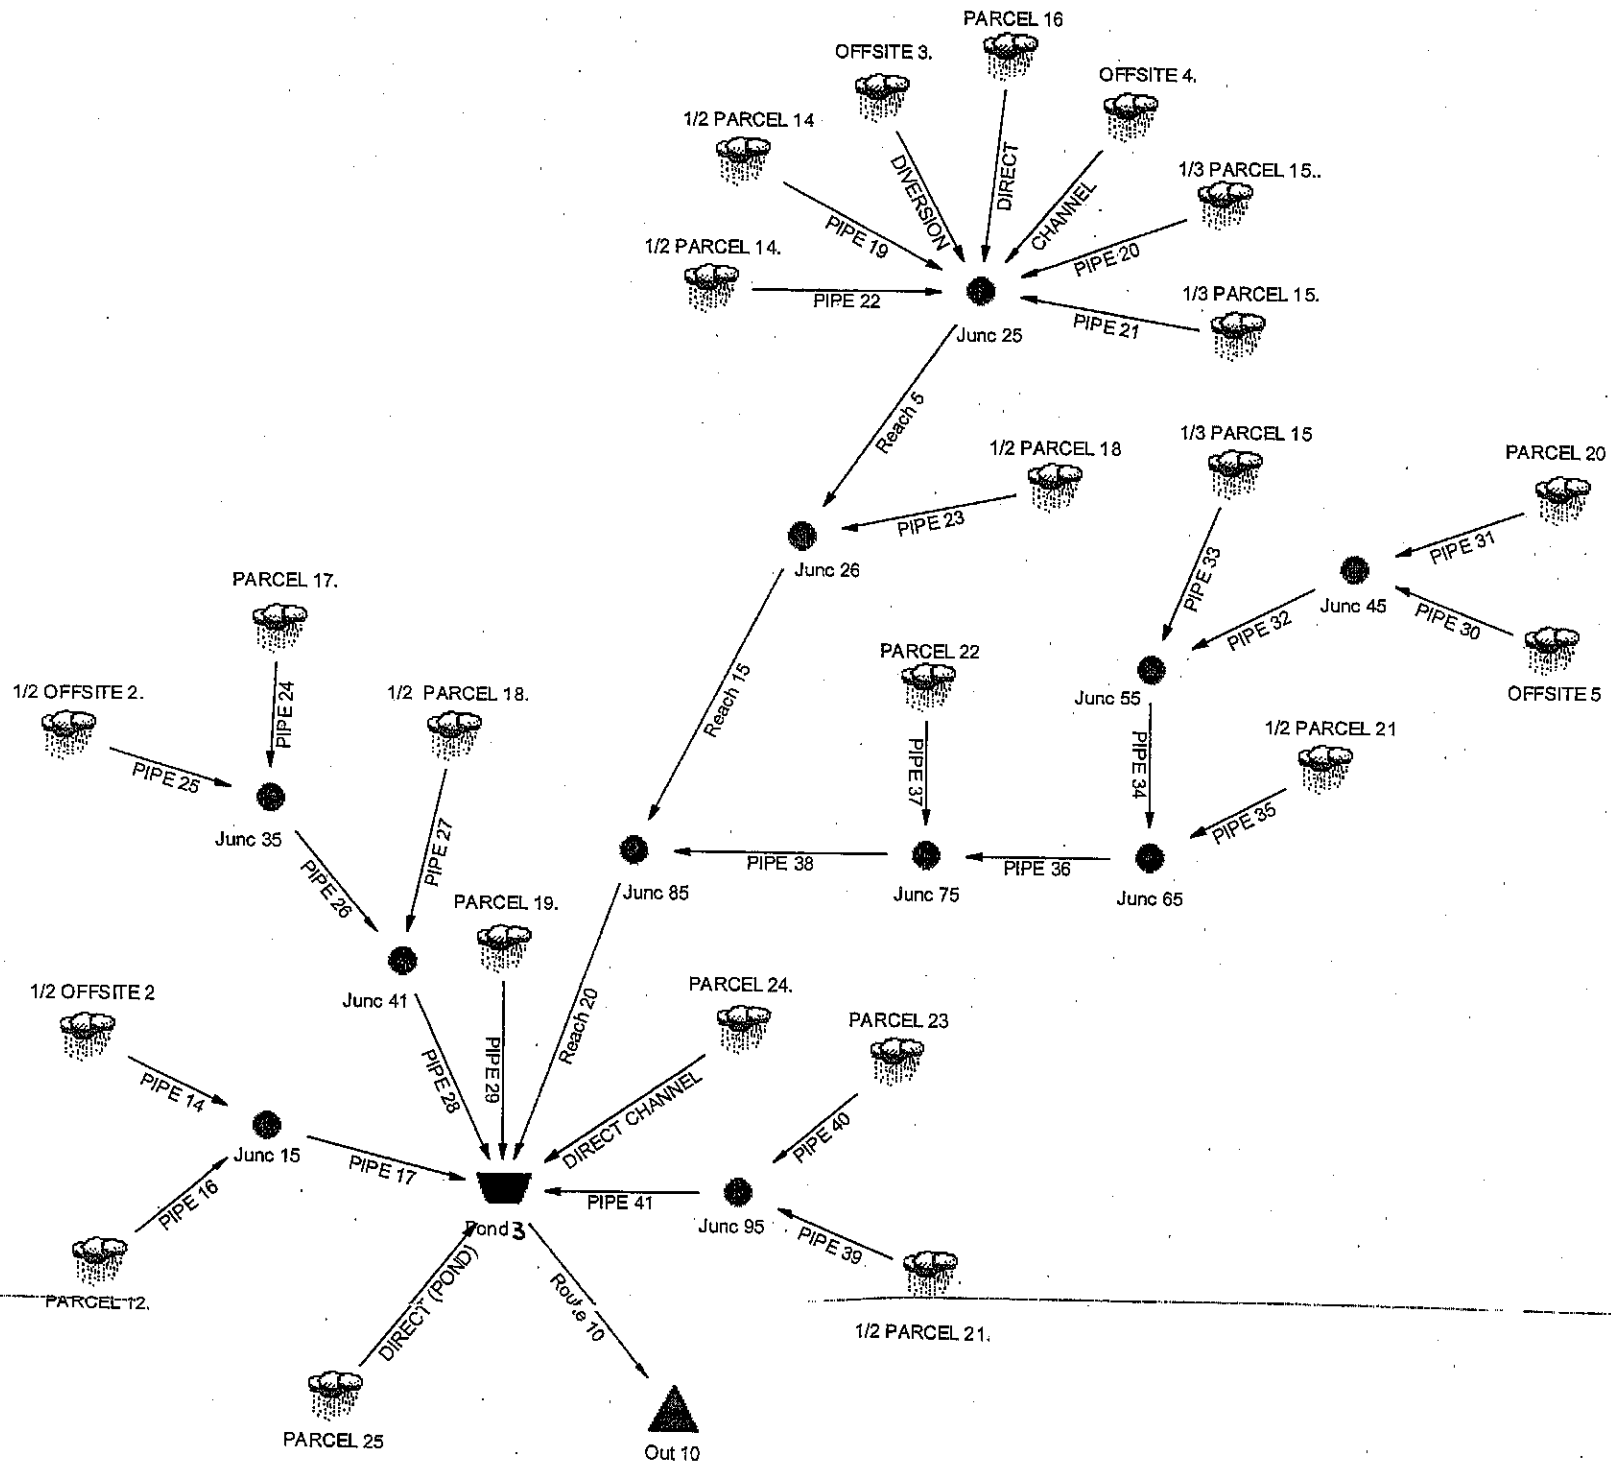 PARCEL 16
OFFSITE 3.
OFFSITE 4.
1/2 PARCEL 14
DIVERSION
DIRECT
CHANNEL
1/3 PARCEL 15..
PIPE 19
PIPE 20
1/2 PARCEL 14.
PIPE 22
1/3 PARCEL 15.
PIPE 21
Junc 25
Reach 5
1/2 PARCEL 18
1/3 PARCEL 15
PARCEL 20
PIPE 23
PIPE 31
Junc 26
PIPE 33
Junc 45
PARCEL 17.
PIPE 32
PIPE 30
PARCEL 22
1/2 OFFSITE 2.
PIPE 24
1/2 PARCEL 18.
Reach 15
Junc 55
OFFSITE 5
1/2 PARCEL 21
PIPE 25
PIPE 37
PIPE 34
PIPE 35
Junc 35
PIPE 27
PIPE 38
PIPE 36
PIPE 26
Junc 85
Junc 75
Junc 65
PARCEL 19.
1/2 OFFSITE 2
Junc 41
PARCEL 24.
PARCEL 23
Reach 20
PIPE 28
PIPE 29
PIPE 14
DIRECT CHANNEL
PIPE 40
Junc 15
PIPE 17
PIPE 16
PIPE 41
Junc 95
PIPE 39
Pond 3
PARCEL 12.
DIRECT (POND)
Route 10
1/2 PARCEL 21.
PARCEL 25
Out 10